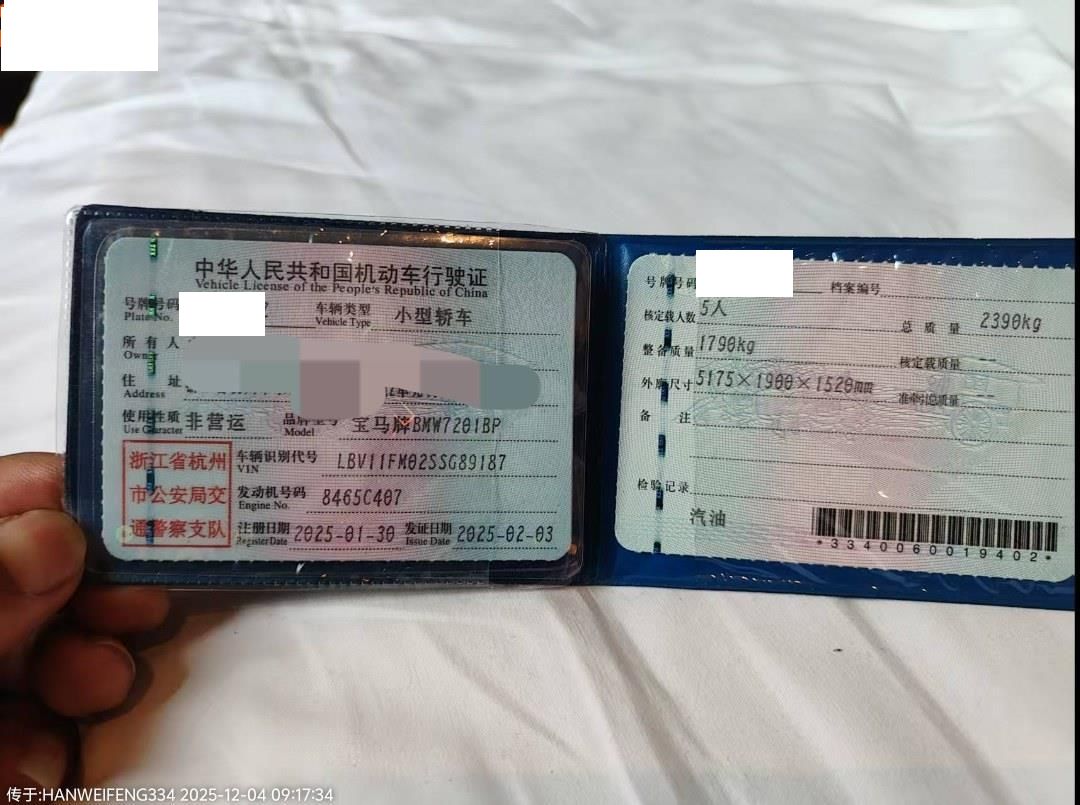 中华人民共和国机动车行驶证
Vehicle License of the People's Republic of China
号牌号码 车辆类型 小型轿车
Plate No. Vehicle Type
所有人
Owner
住址
Address
使用性质 非营运 品牌型号 宝马牌BMW7201BP
Use Character Model
浙江省杭州市公安局交通警察支队
车辆识别代号 LBV11FM02SSG89187
VIN
发动机号码 8465C407
Engine No.
注册日期 2025-01-30 发证日期 2025-02-03
Register Date Issue Date
号牌号码 档案编号
核定载人数 5人 总质量 2390kg
整备质量 1790kg 核定载质量 --
外廓尺寸 5175×1900×1520mm 准牵引总质量 --
备注
检验记录
汽油
*3340060019402*
传于:HANWEIFENG334 2025-12-04 09:17:34